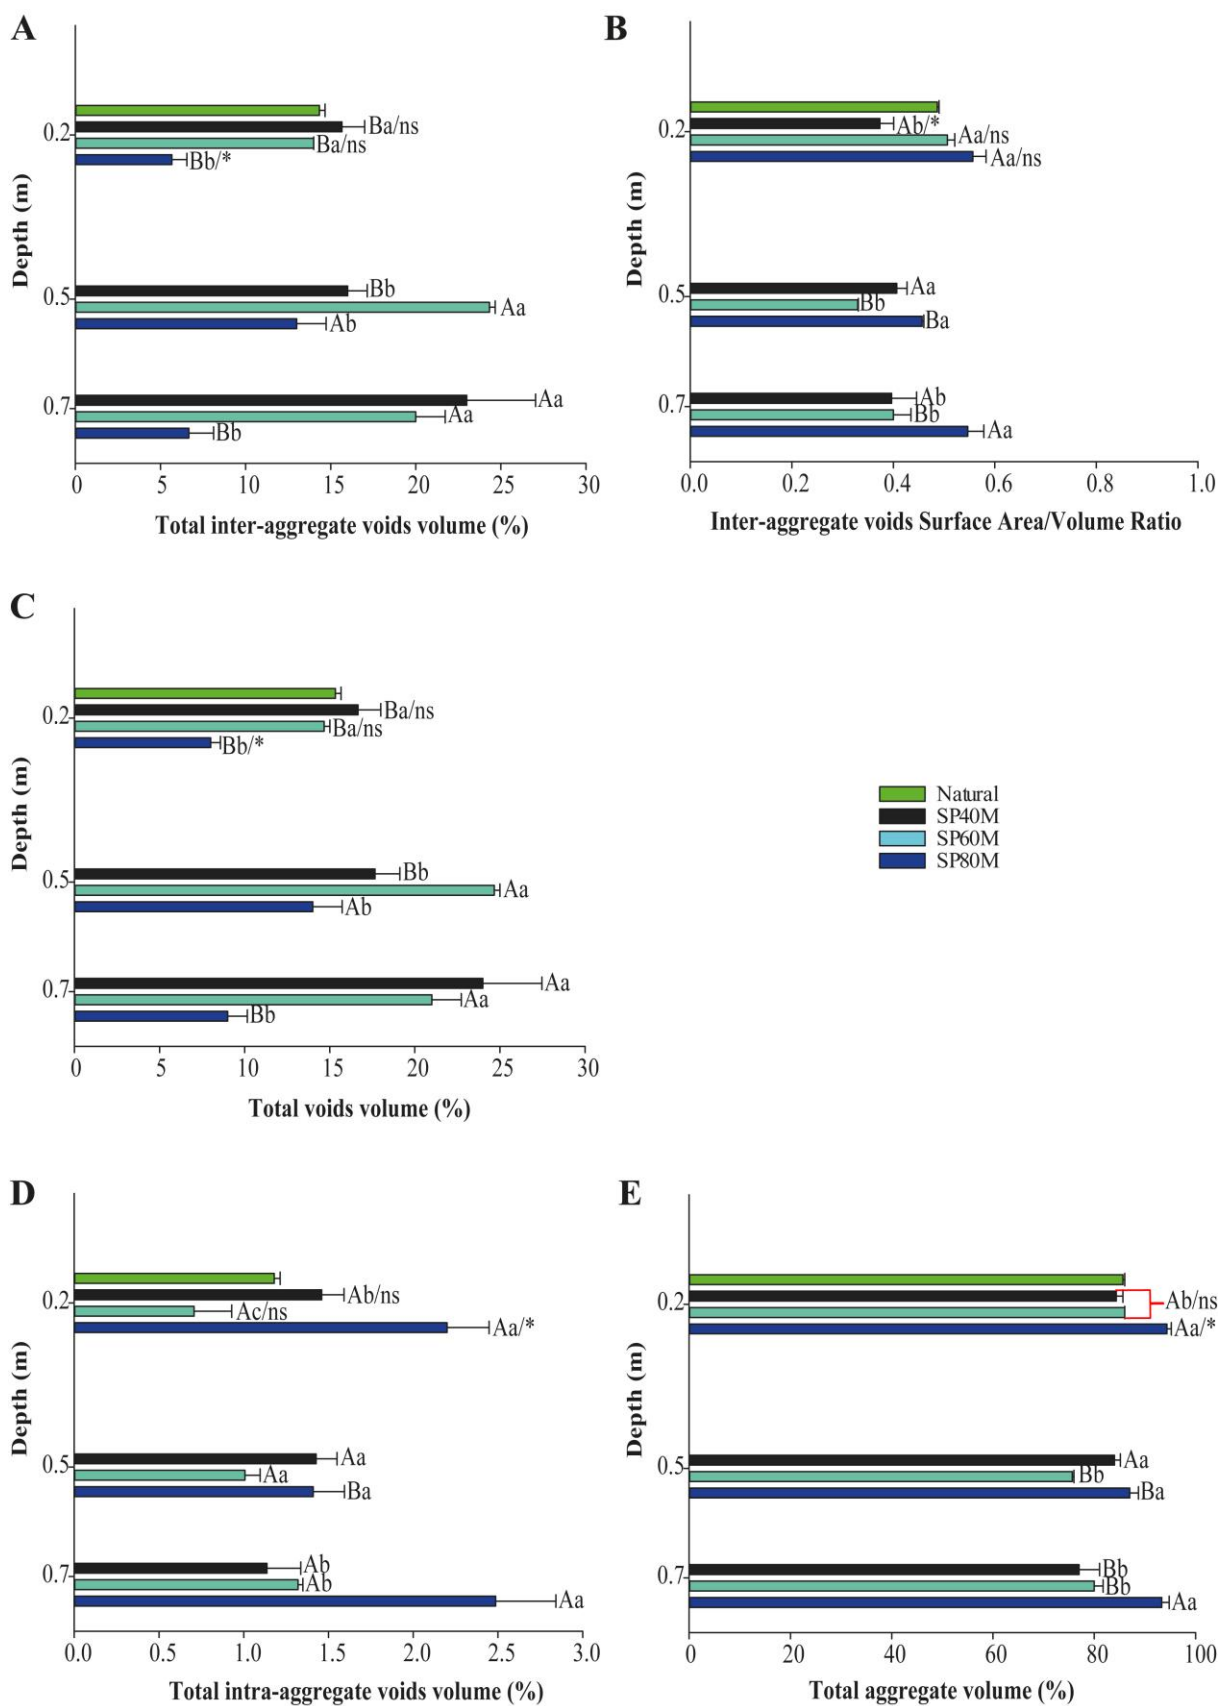 A
Depth (m)
0.2
Ba/ns
Ba/ns
Bb/*
0.5
Bb
Aa
Ab
0.7
Aa
Aa
Bb
0 5 10 15 20 25 30
Total inter-aggregate voids volume (%)
B
Depth (m)
0.2
Ab/*
Aa/ns
Aa/ns
0.5
Aa
Bb
Ba
0.7
Ab
Bb
Aa
0.0 0.2 0.4 0.6 0.8 1.0
Inter-aggregate voids Surface Area/Volume Ratio
C
Depth (m)
0.2
Ba/ns
Ba/ns
Bb/*
0.5
Bb
Aa
Ab
0.7
Aa
Aa
Bb
0 5 10 15 20 25 30
Total voids volume (%)
Natural
SP40M
SP60M
SP80M
D
Depth (m)
0.2
Ab/ns
Ac/ns
Aa/*
0.5
Aa
Aa
Ba
0.7
Ab
Ab
Aa
0.0 0.5 1.0 1.5 2.0 2.5 3.0
Total intra-aggregate voids volume (%)
E
Depth (m)
0.2
Ab/ns
Aa/*
0.5
Aa
Bb
Ba
0.7
Bb
Bb
Aa
0.0 20 40 60 80 100
Total aggregate volume (%)